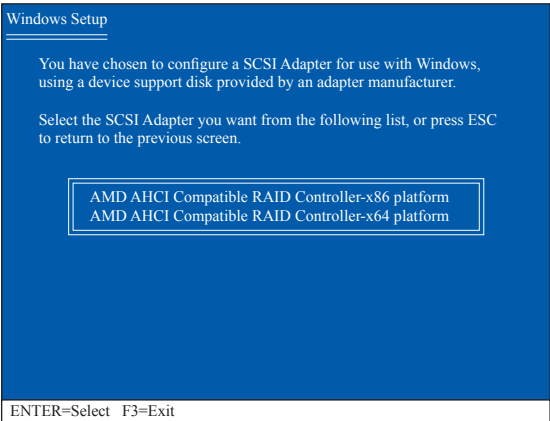 Windows Setup
You have chosen to configure a SCSI Adapter for use with Windows,
using a device support disk provided by an adapter manufacturer.
Select the SCSI Adapter you want from the following list, or press ESC
to return to the previous screen.
AMD AHCI Compatible RAID Controller-x86 platform
AMD AHCI Compatible RAID Controller-x64 platform
ENTER=Select F3=Exit